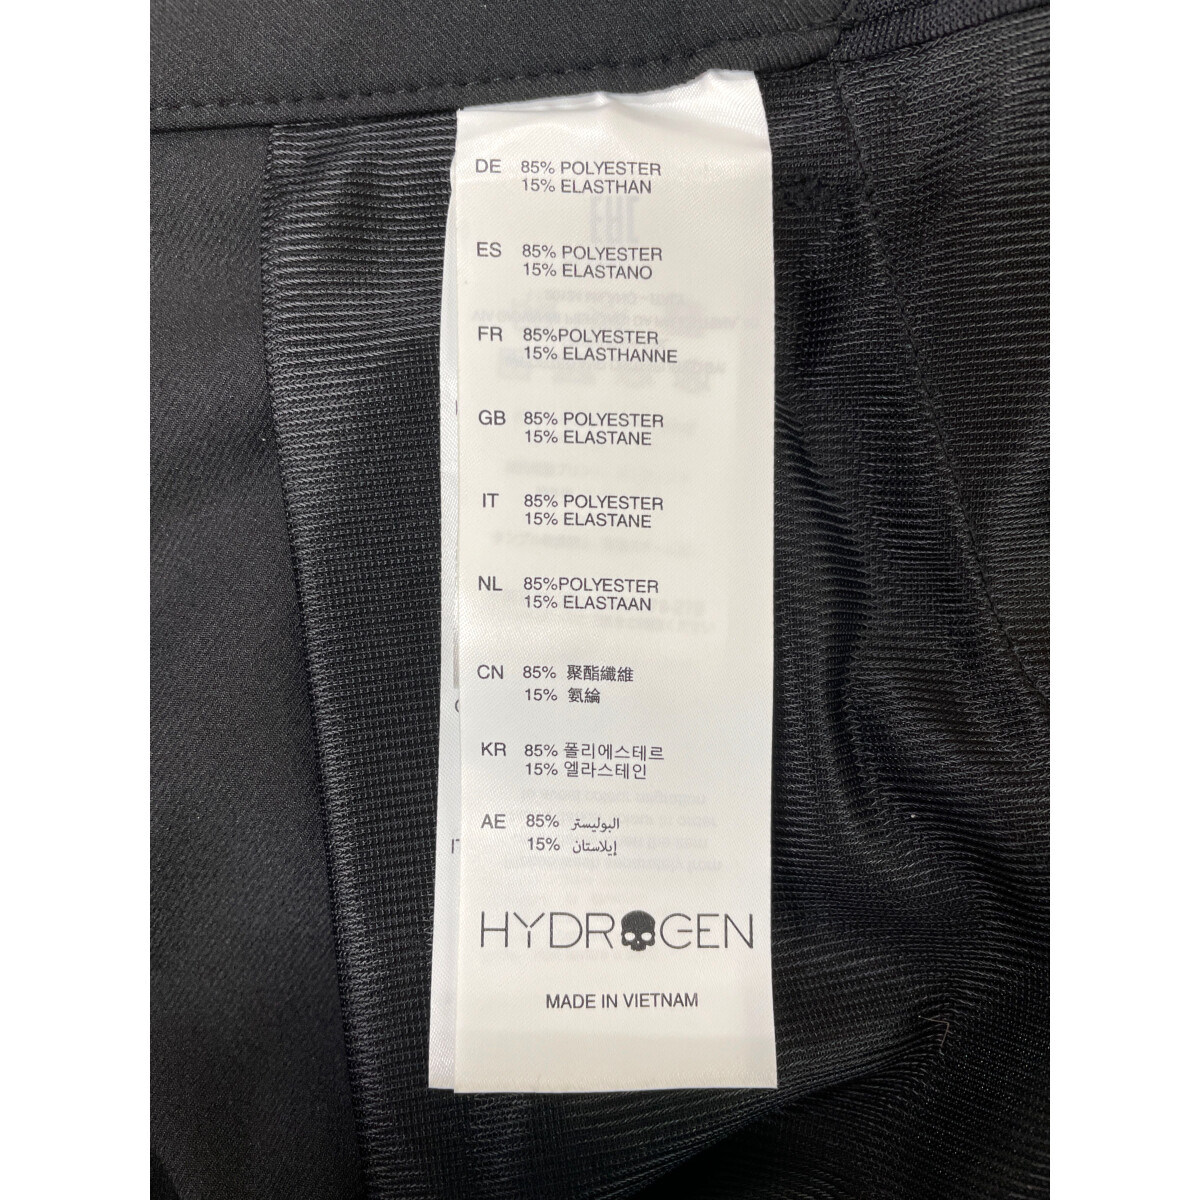 DE 85% POLYESTER
15% ELASTHAN
ES 85% POLYESTER
15% ELASTANO
FR 85%POLYESTER
15% ELASTHANNE
GB 85% POLYESTER
15% ELASTANE
IT 85% POLYESTER
15% ELASTANE
NL 85%POLYESTER
15% ELASTAAN
CN 85% 聚酯纖維
15% 氨綸
KR 85% 폴리에스테르
15% 엘라스테인
AE 85% البوليستر
15% إيلاستان
HYDROGEN
MADE IN VIETNAM